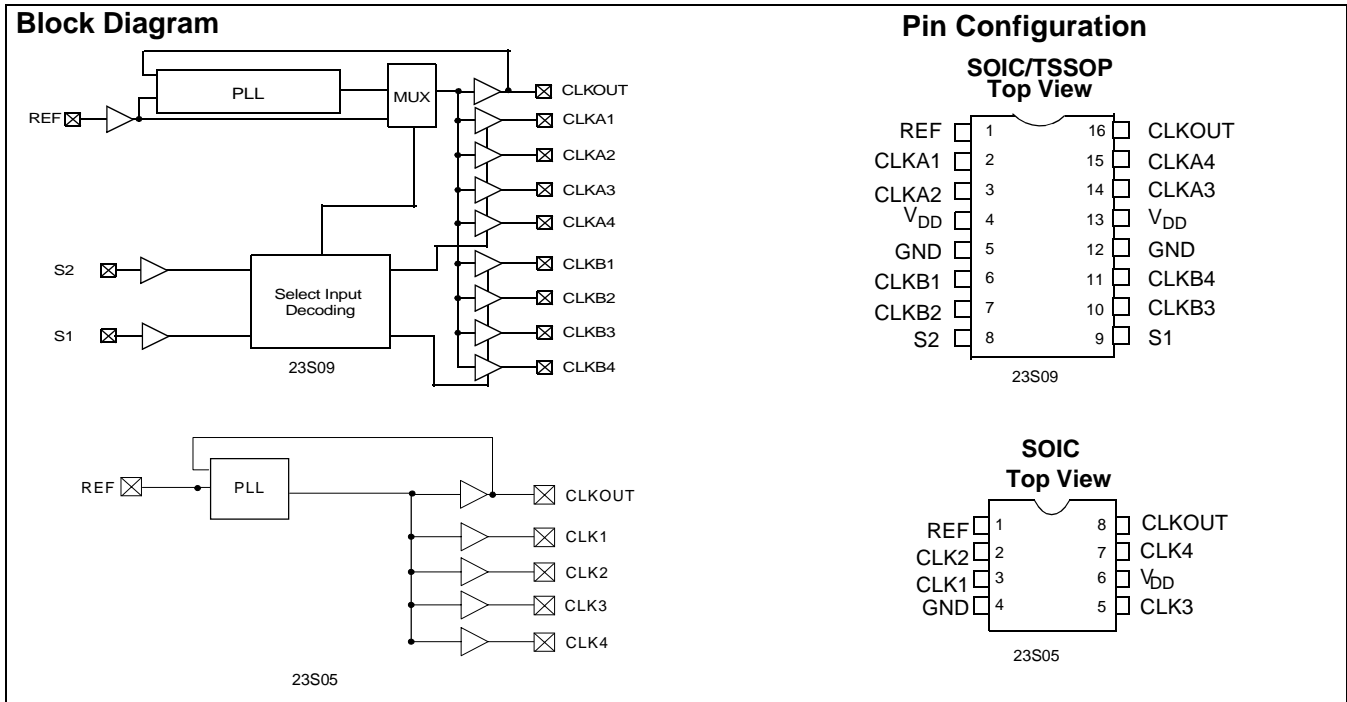 Block Diagram
PLL
MUX
REF
CLKOUT
CLKA1
CLKA2
CLKA3
CLKA4
S2
S1
Select Input
Decoding
CLKB1
CLKB2
CLKB3
CLKB4
23S09
REF
PLL
CLKOUT
CLK1
CLK2
CLK3
CLK4
23S05
Pin Configuration
SOIC/TSSOP
Top View
REF 1 16 CLKOUT
CLKA1 2 15 CLKA4
CLKA2 3 14 CLKA3
VDD 4 13 VDD
GND 5 12 GND
CLKB1 6 11 CLKB4
CLKB2 7 10 CLKB3
S2 8 9 S1
23S09
SOIC
Top View
REF 1 8 CLKOUT
CLK2 2 7 CLK4
CLK1 3 6 VDD
GND 4 5 CLK3
23S05